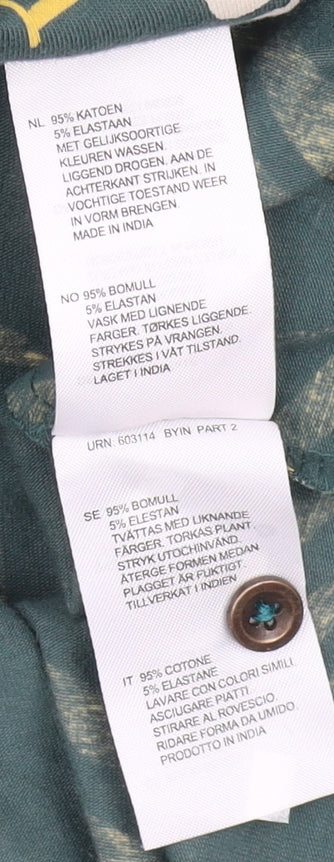 NL 95% KATOEN
5% ELASTAAN
MET GELIJKSOORTIGE
KLEUREN WASSEN.
LIGGEND DROGEN. AAN DE
ACHTERKANT STRIJKEN. IN
VOCHTIGE TOESTAND WEER
IN VORM BRENGEN.
MADE IN INDIA
NO 95% BOMULL
5% ELASTAN
VASK MED LIGNENDE
FARGER. TØRKES LIGGENDE.
STRYKES PÅ VRANGEN.
STREKKES I VÅT TILSTAND.
LAGET I INDIA
URN. 603114 BYIN PART 2
SE 95% BOMULL
5% ELESTAN
TVÄTTAS MED LIKNANDE
FÄRGER. TORKAS PLANT.
STRYK UTOCHINVÄND.
ÅTERGE FORMEN MEDAN
PLAGGET ÄR FUKTIGT.
TILLVERKAT I INDIEN
IT 95% COTONE
5% ELASTANE
LAVARE CON COLORI SIMILI.
ASCIUGARE PIATTI.
STIRARE AL ROVESCIO.
RIDARE FORMA DA UMIDO.
PRODOTTO IN INDIA